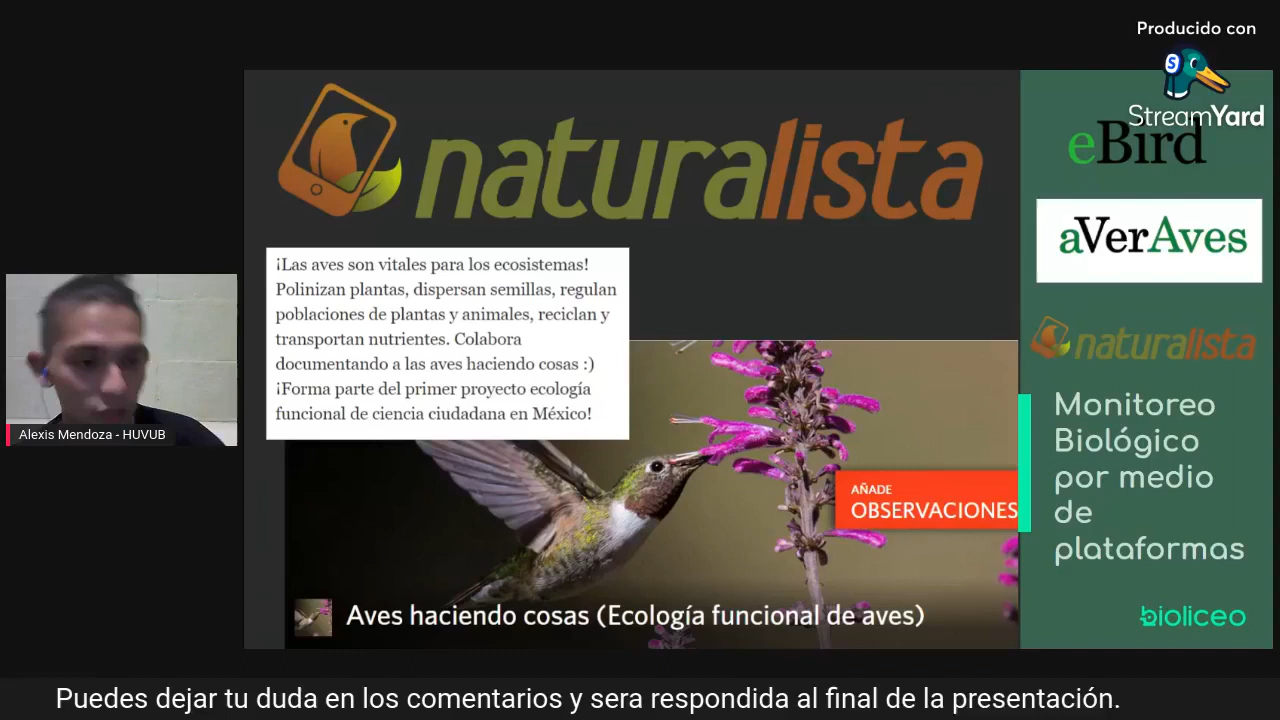 Producido con
StreamYard
naturalista
eBird
aVerAves
¡Las aves son vitales para los ecosistemas!
Polinizan plantas, dispersan semillas, regulan
poblaciones de plantas y animales, reciclan y
transportan nutrientes. Colabora
documentando a las aves haciendo cosas :)
¡Forma parte del primer proyecto ecología
funcional de ciencia ciudadana en México!
naturalista
Monitoreo
Biológico
por medio
de
plataformas
Alexis Mendoza - HUVUB
AÑADE
OBSERVACIONES
Aves haciendo cosas (Ecología funcional de aves)
bioliceo
Puedes dejar tu duda en los comentarios y sera respondida al final de la presentación.